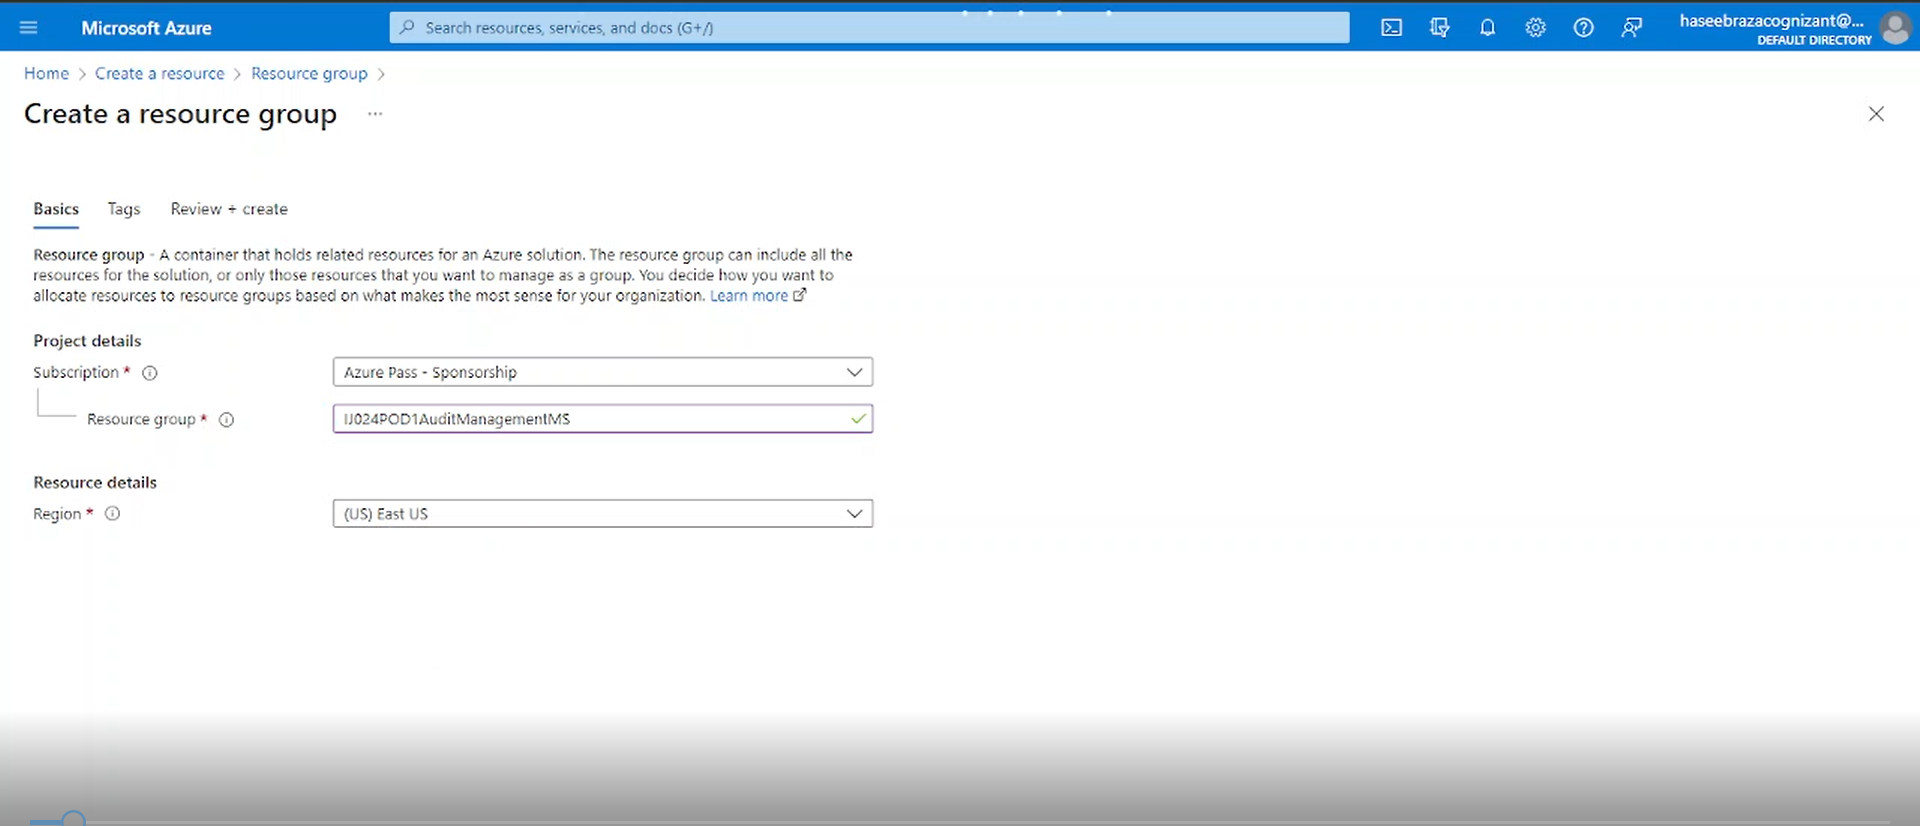 Microsoft Azure
Search resources, services, and docs (G+/)
haseebrazacognizant@...
DEFAULT DIRECTORY
Home > Create a resource > Resource group >
Create a resource group ...
Basics Tags Review + create
Resource group - A container that holds related resources for an Azure solution. The resource group can include all the
resources for the solution, or only those resources that you want to manage as a group. You decide how you want to
allocate resources to resource groups based on what makes the most sense for your organization. Learn more
Project details
Subscription * Azure Pass - Sponsorship
Resource group * IJ024POD1AuditManagementMS
Resource details
Region * (US) East US